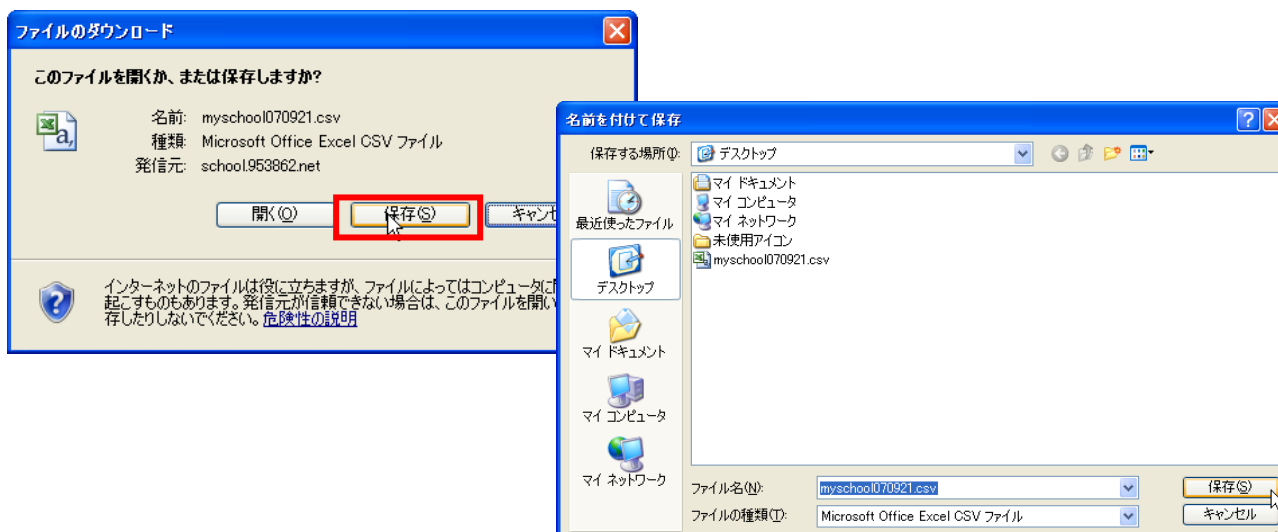 ファイルのダウンロード
このファイルを開くか、または保存しますか?
名前: myschool070921.csv
種類: Microsoft Office Excel CSV ファイル
発信元: school.953862.net
開く(O)
保存(S)
インターネットのファイルは役に立ちますが、ファイルによってはコンピュータに
起こすものもあります。発信元が信頼できない場合は、このファイルを開い
存したりしないでください。危険性の説明
名前を付けて保存
保存する場所(I): デスクトップ
最近使ったファイル
デスクトップ
マイ ドキュメント
マイ コンピュータ
マイ ネットワーク
マイ ドキュメント
マイ コンピュータ
マイ ネットワーク
未使用アイコン
myschool070921.csv
ファイル名(N): myschool070921.csv
保存(S)
ファイルの種類(T): Microsoft Office Excel CSV ファイル
キャンセル